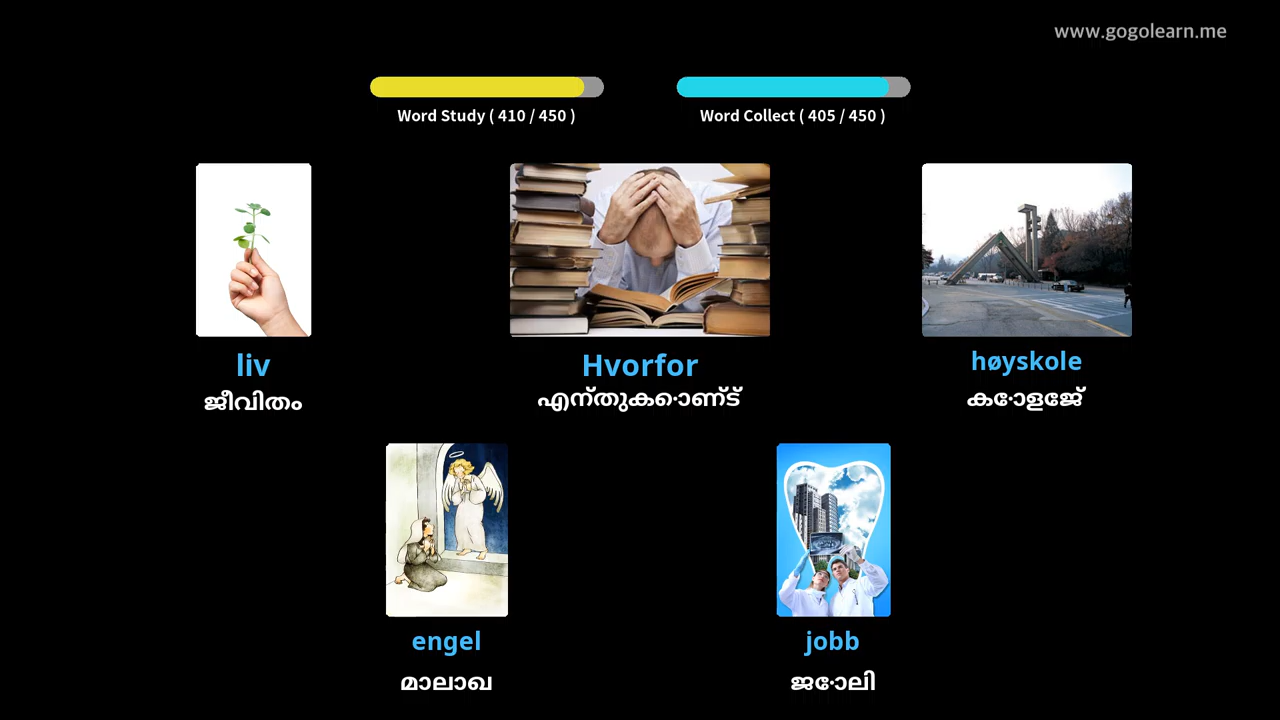 www.gogolearn.me
Word Study ( 410 / 450 )
Word Collect ( 405 / 450 )
liv
Hvorfor
høyskole
ജീവിതം
എന്തുകൊണ്ട്
കോളേജ്
engel
jobb
മാലാഖ
ജോലി